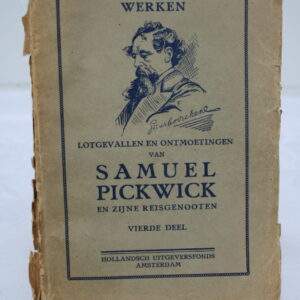 WERKEN
LOTGEVALLEN EN ONTMOETINGEN
VAN
SAMUEL
PICKWICK
EN ZIJNE REISGENOOTEN
VIERDE DEEL
HOLLANDSCH UITGEVERSFONDS
AMSTERDAM